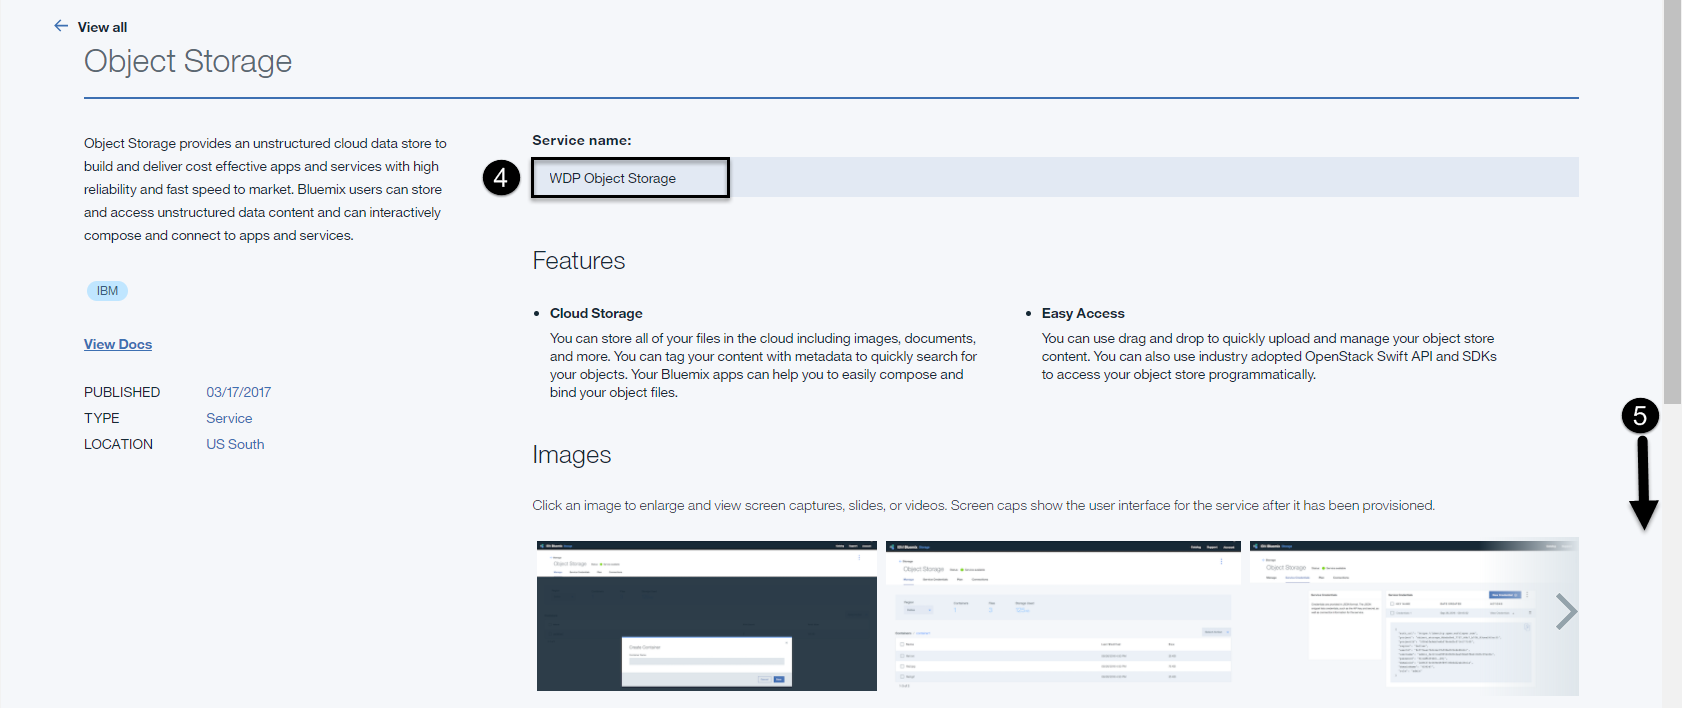 View all
Object Storage
Object Storage provides an unstructured cloud data store to
build and deliver cost effective apps and services with high
reliability and fast speed to market. Bluemix users can store
and access unstructured data content and can interactively
compose and connect to apps and services.
IBM
View Docs
PUBLISHED 03/17/2017
TYPE Service
LOCATION US South
Service name:
4 WDP Object Storage
Features
• Cloud Storage
You can store all of your files in the cloud including images, documents,
and more. You can tag your content with metadata to quickly search for
your objects. Your Bluemix apps can help you to easily compose and
bind your object files.
• Easy Access
You can use drag and drop to quickly upload and manage your object store
content. You can also use industry adopted OpenStack Swift API and SDKs
to access your object store programmatically.
5
Images
Click an image to enlarge and view screen captures, slides, or videos. Screen caps show the user interface for the service after it has been provisioned.
Object Storage
Create Container
Object Storage
Object Storage